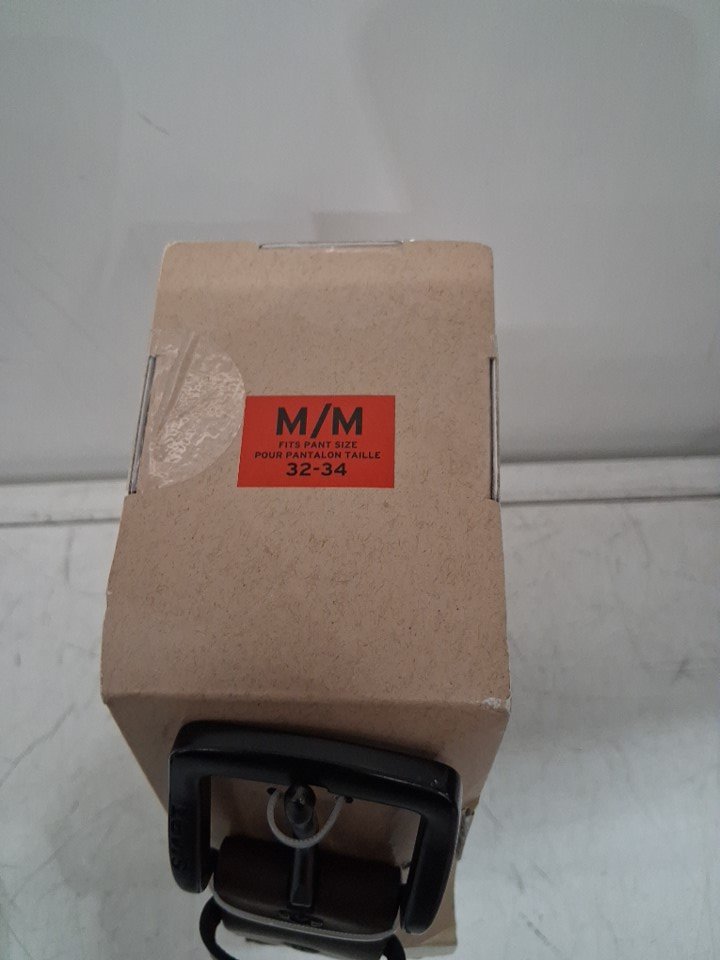 M/M
FITS PANT SIZE
POUR PANTALON TAILLE
32-34